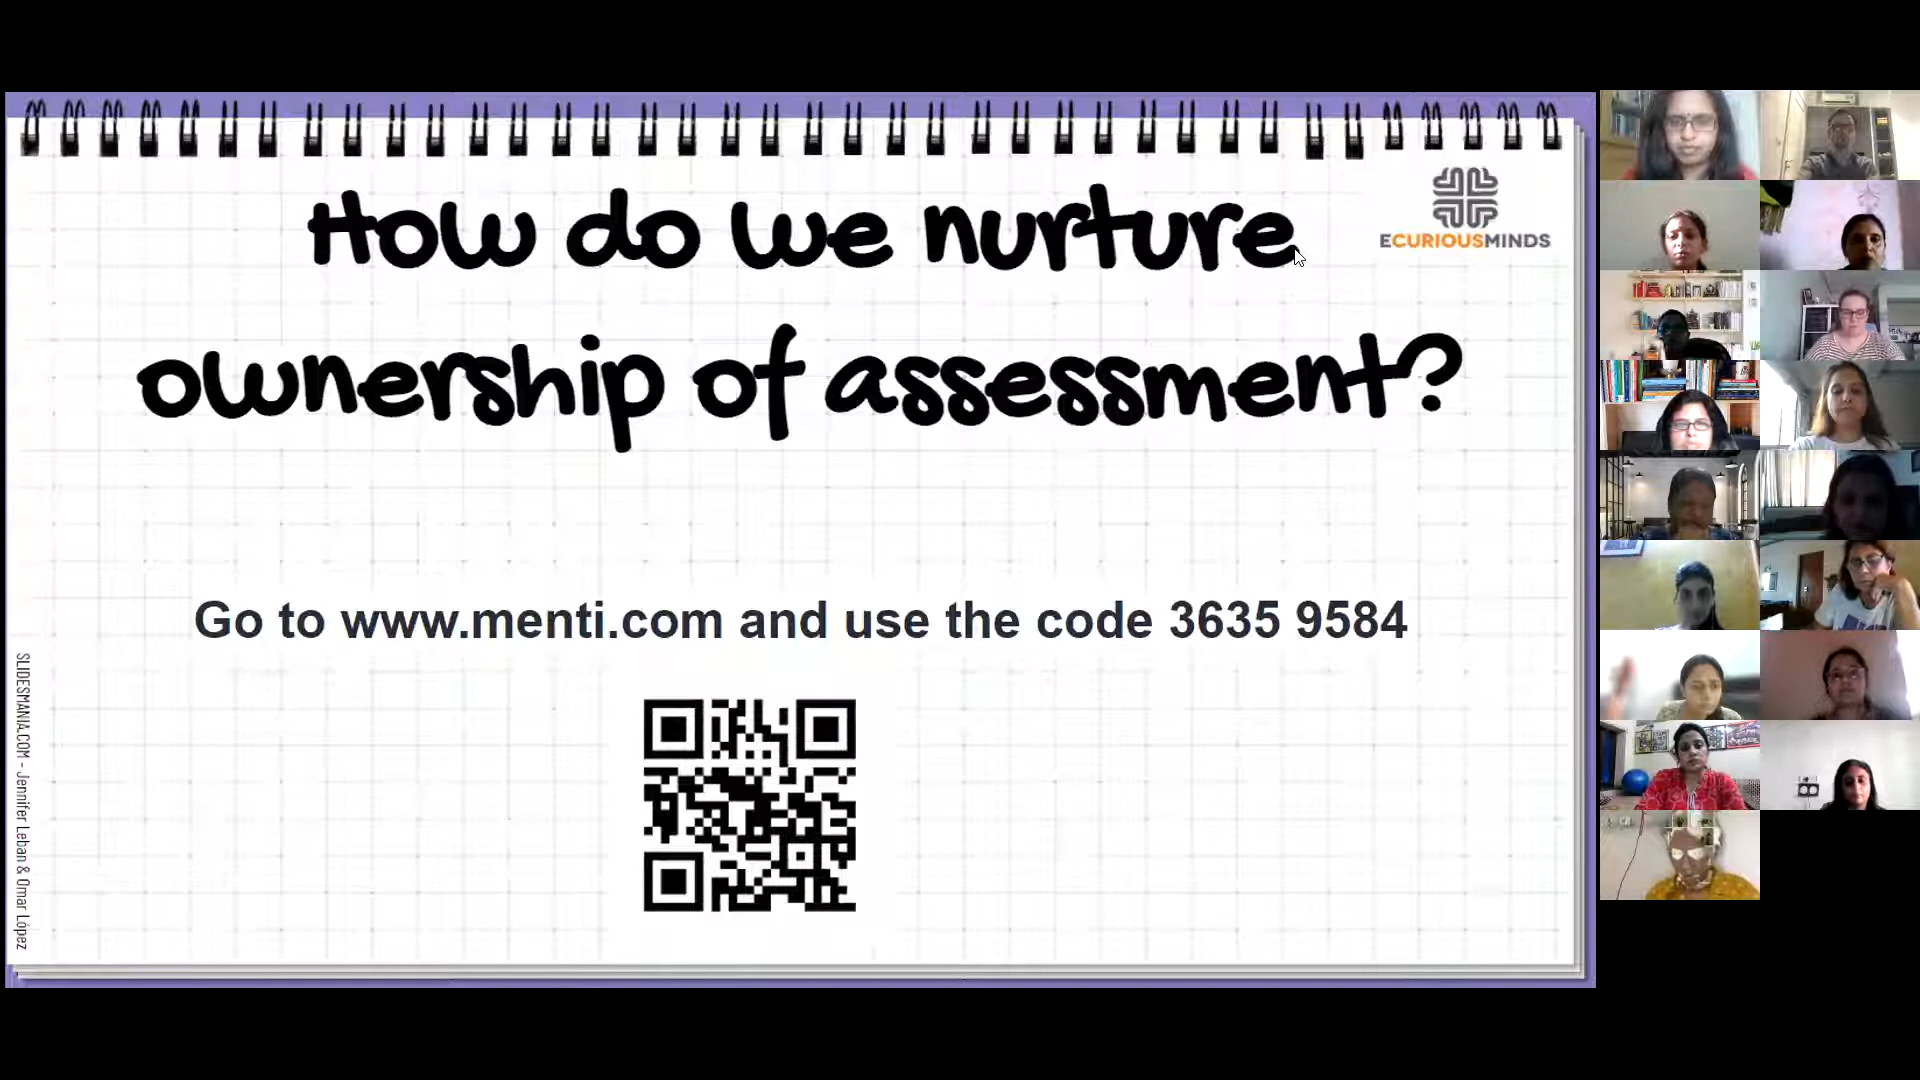 How do we nurture
ownership of assessment?
ECURIOUSMINDS
Go to www.menti.com and use the code 3635 9584
SLIDESMANIA.COM - Jennifer Leban & Omar López